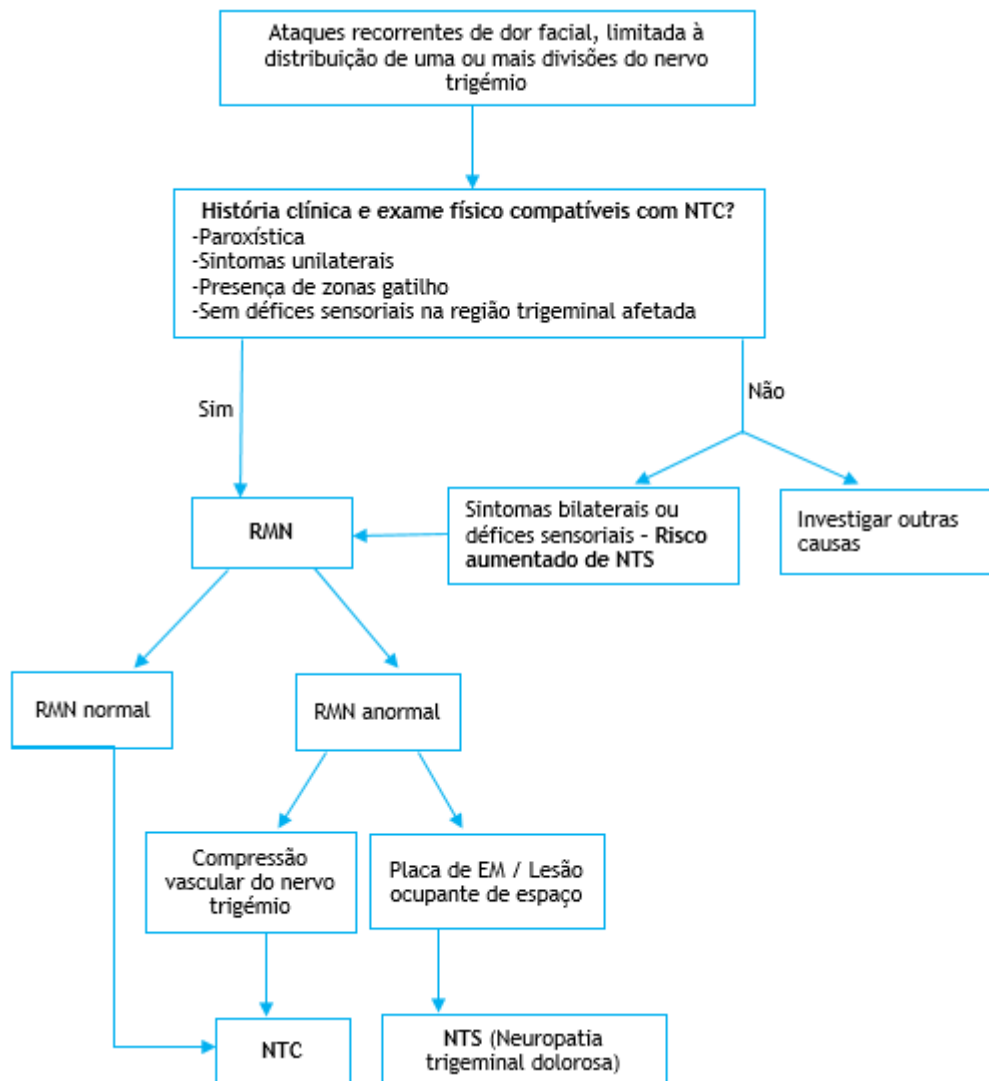 Ataques recorrentes de dor facial, limitada à
distribuição de uma ou mais divisões do nervo
trigémio
História clínica e exame físico compatíveis com NTC?
-Paroxística
-Sintomas unilaterais
-Presença de zonas gatilho
-Sem défices sensoriais na região trigeminal afetada
Sim
Não
RMN
Sintomas bilaterais ou
défices sensoriais – Risco
aumentado de NTS
Investigar outras
causas
RMN normal
RMN anormal
Compressão
vascular do nervo
trigémio
Placa de EM / Lesão
ocupante de espaço
NTC
NTS (Neuropatia
trigeminal dolorosa)